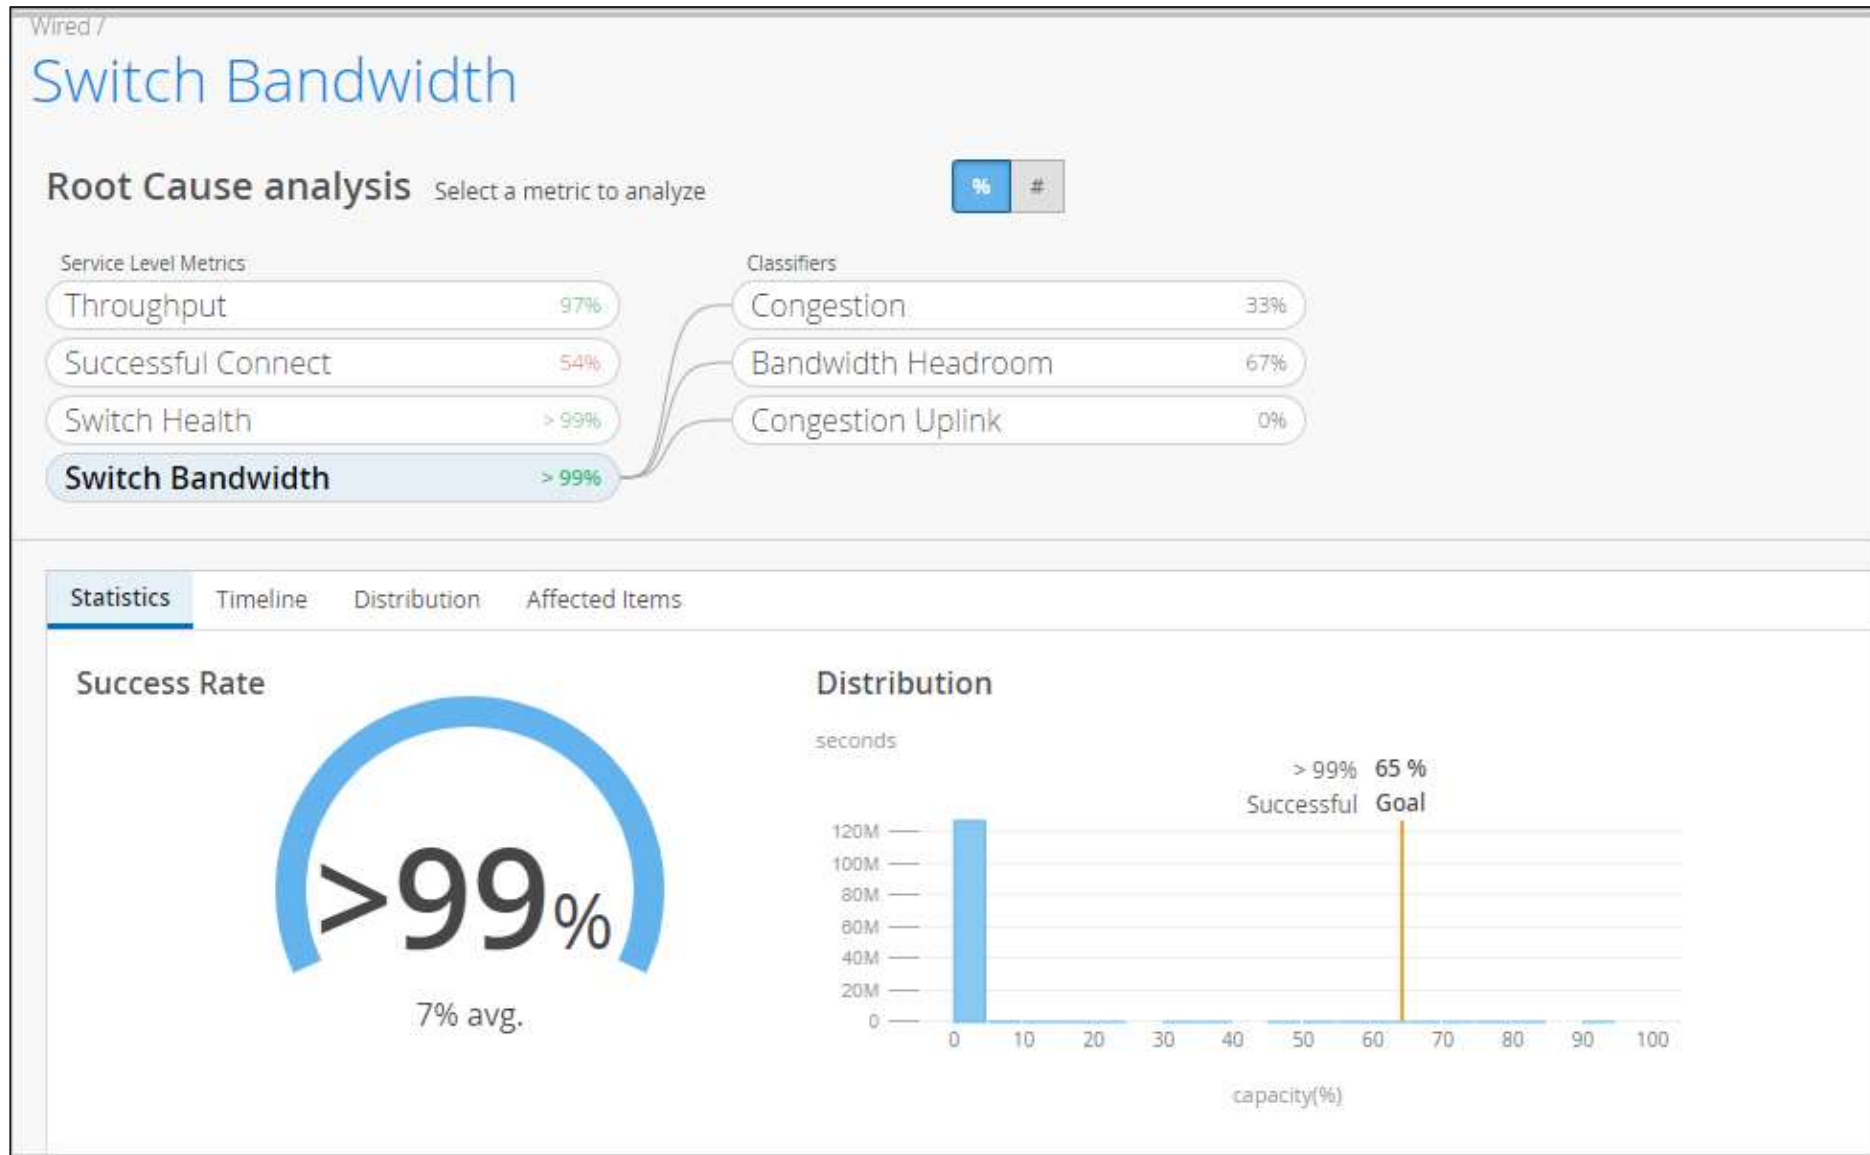 Wired /
Switch Bandwidth
Root Cause analysis Select a metric to analyze
% #
Service Level Metrics
Throughput 97%
Successful Connect 54%
Switch Health > 99%
Switch Bandwidth > 99%
Classifiers
Congestion 33%
Bandwidth Headroom 67%
Congestion Uplink 0%
Statistics Timeline Distribution Affected Items
Success Rate
>99%
7% avg.
Distribution
seconds
> 99% 65 %
Successful Goal
120M
100M
80M
60M
40M
20M
0
0 10 20 30 40 50 60 70 80 90 100
capacity(%)